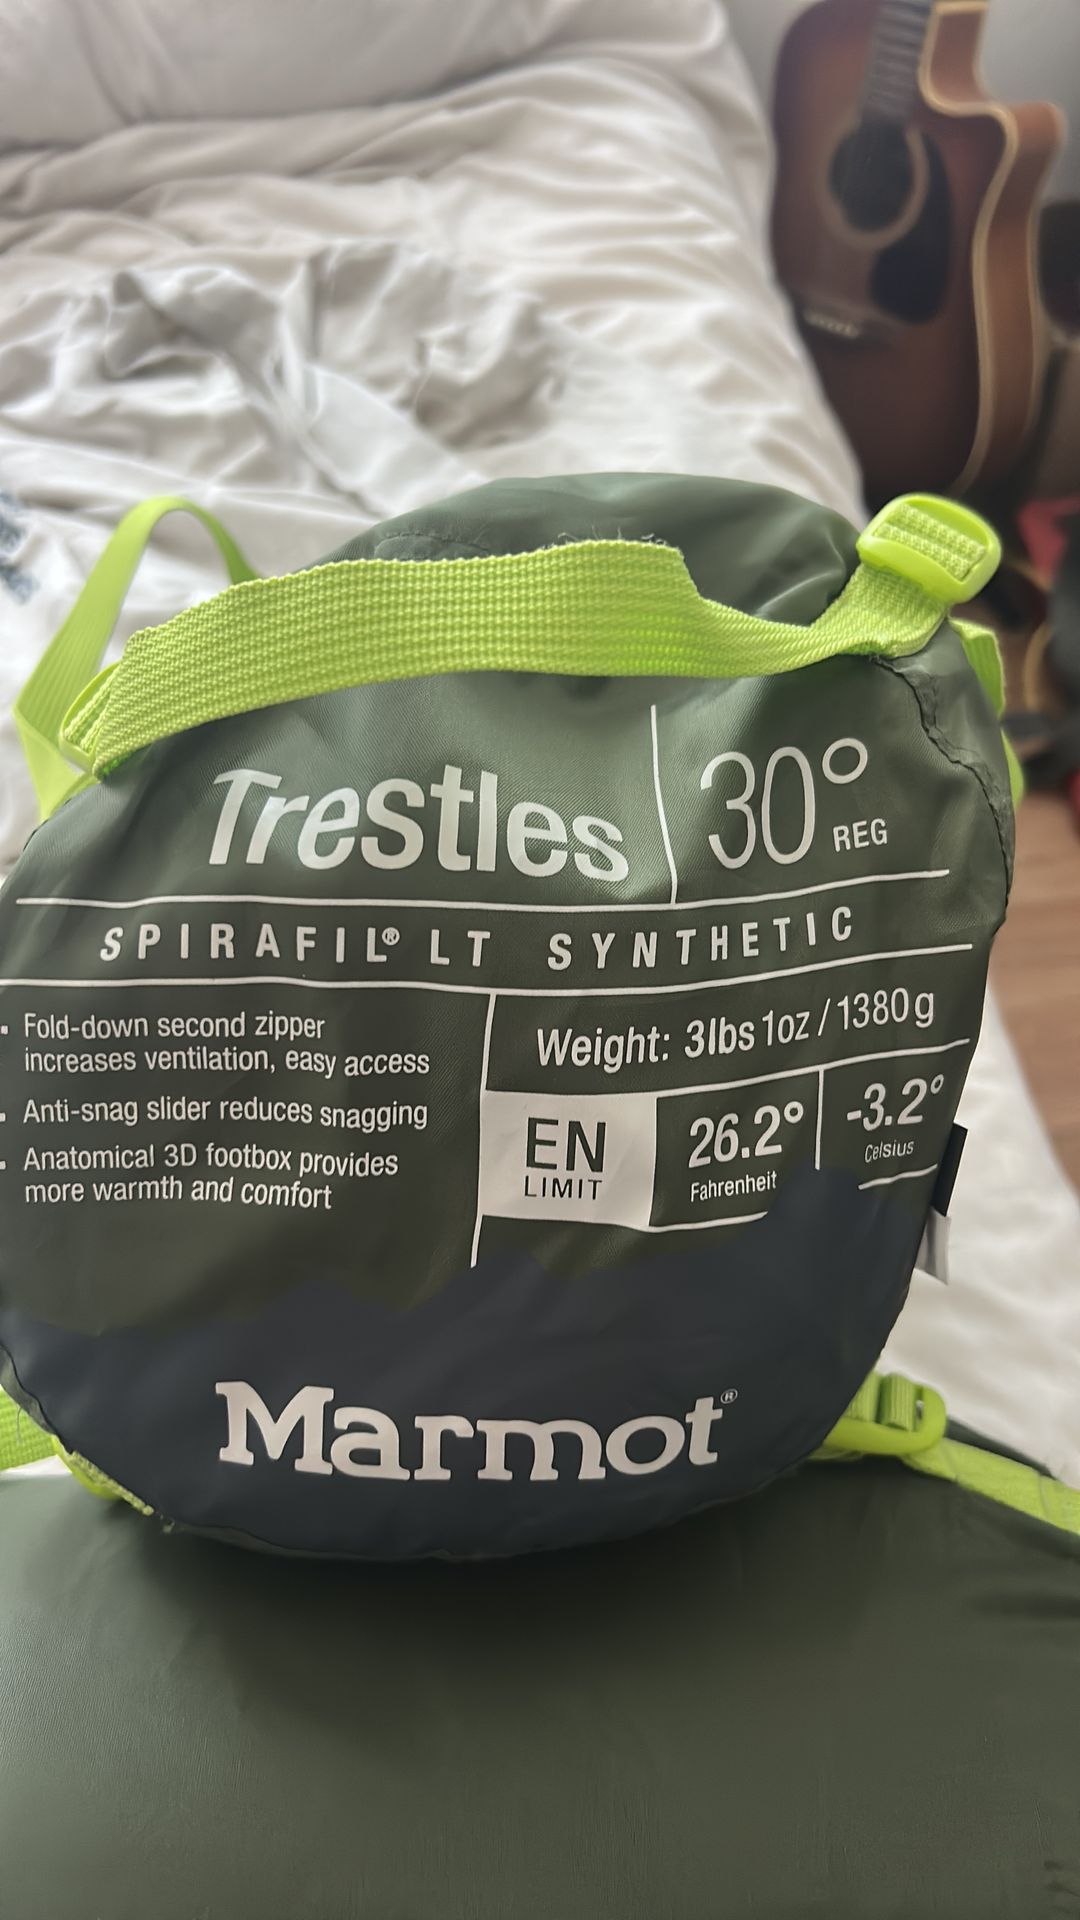 Trestles
30°
REG
SPIRAFIL® LT SYNTHETIC
. Fold-down second zipper
increases ventilation, easy access
. Anti-snag slider reduces snagging
. Anatomical 3D footbox provides
more warmth and comfort
Weight: 3lbs 1oz / 1380g
EN
LIMIT
26.2°
Fahrenheit
-3.2°
Celsius
Marmot®